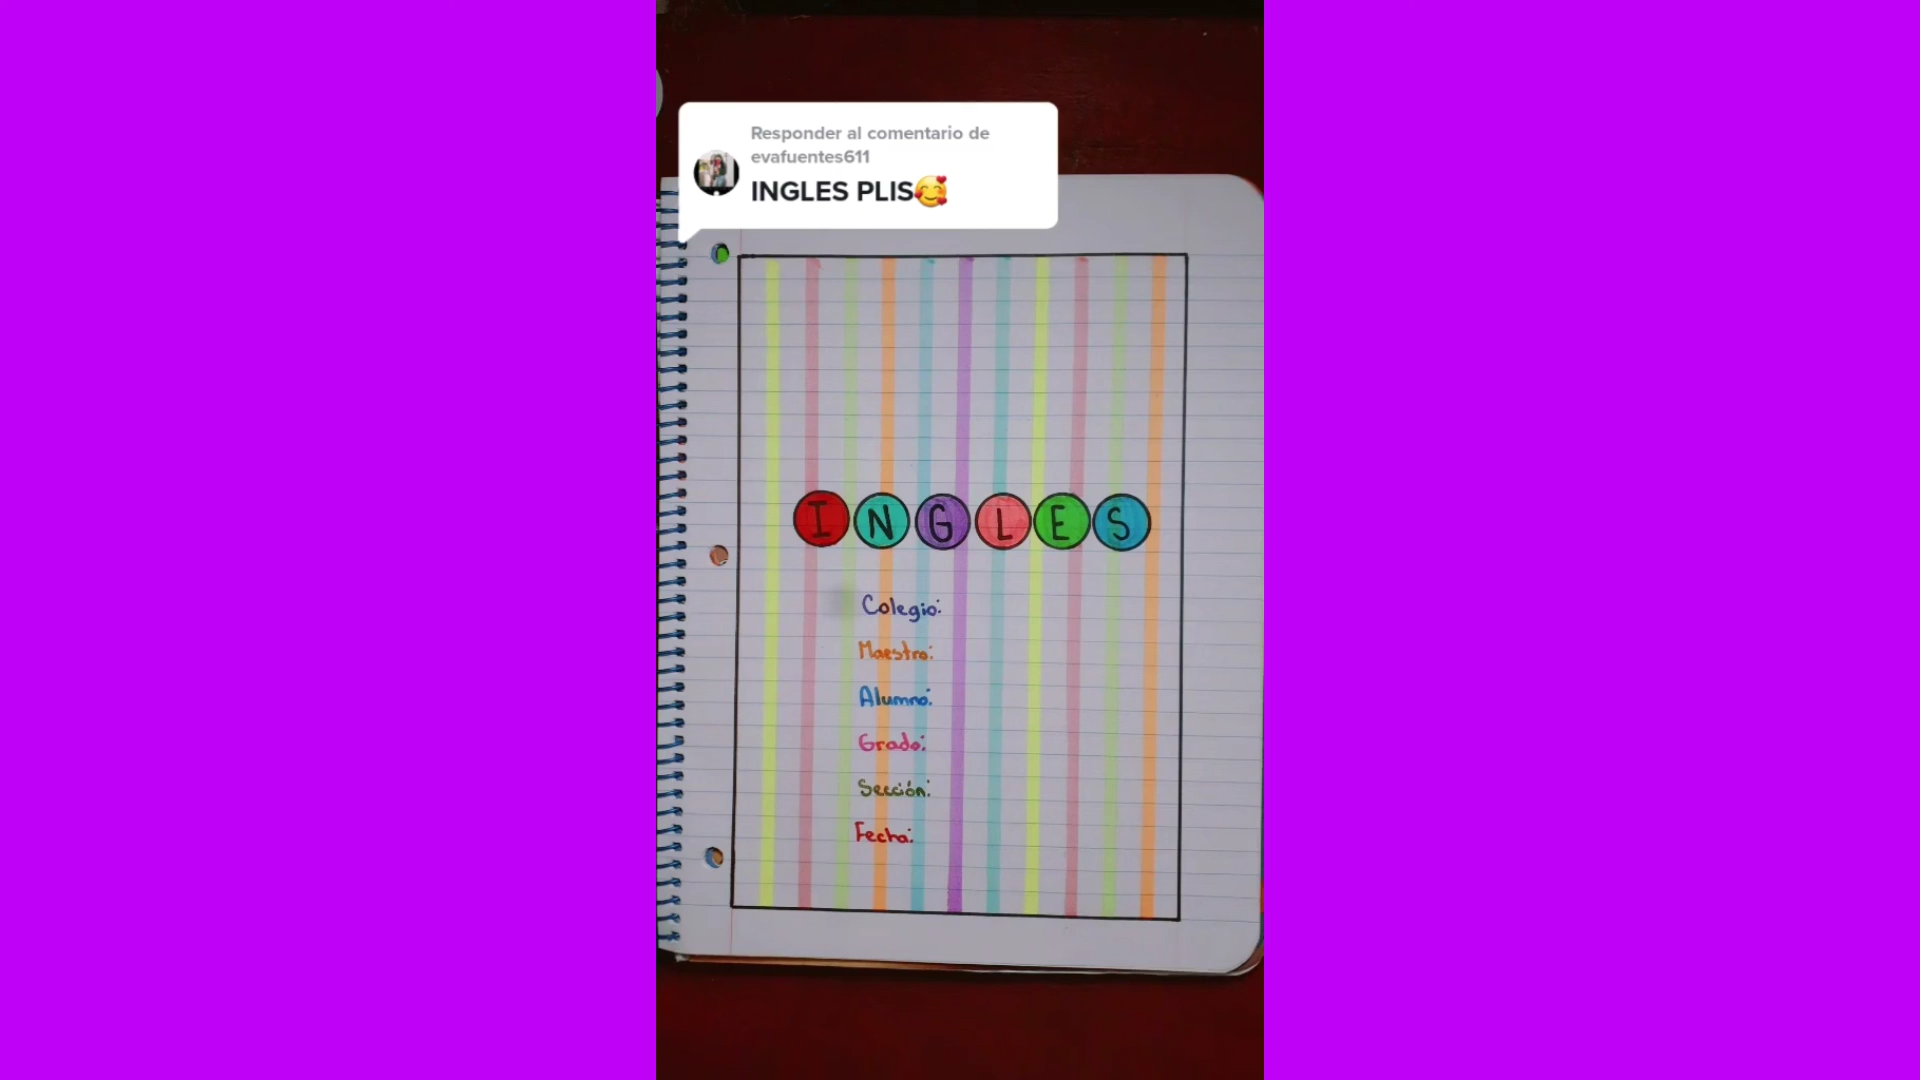 Responder al comentario de
evafuentes611
INGLES PLIS🥰
INGLES
Colegio:
Maestro:
Alumno:
Grado:
Sección:
Fecha: